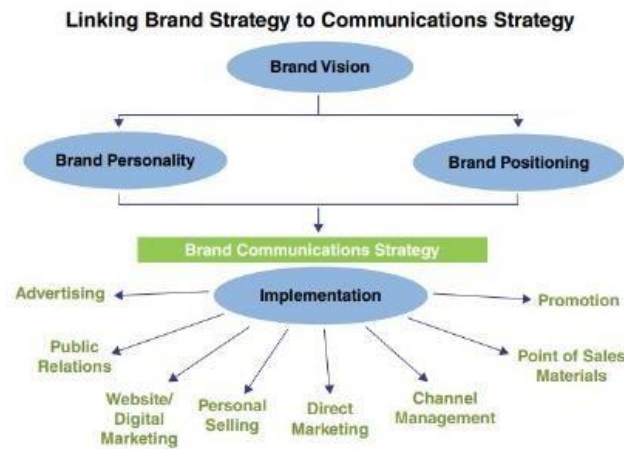 Linking Brand Strategy to Communications Strategy
Brand Vision
Brand Personality
Brand Positioning
Brand Communications Strategy
Implementation
Advertising
Promotion
Public
Relations
Point of Sales
Materials
Website/
Digital
Marketing
Personal
Selling
Direct
Marketing
Channel
Management